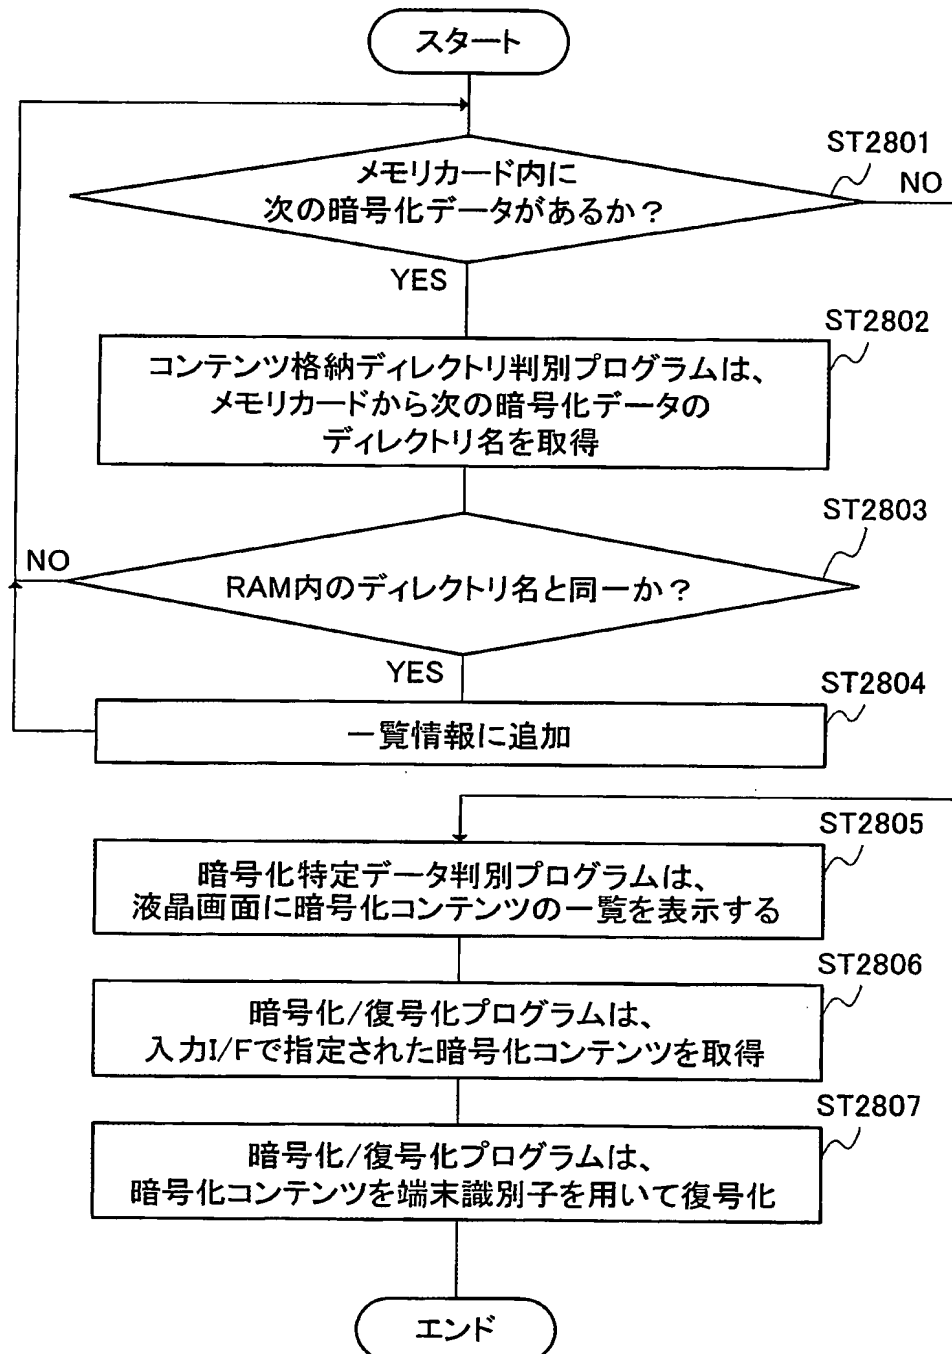 スタート
ST2801
メモリカード内に
次の暗号化データがあるか？
NO
YES
ST2802
コンテンツ格納ディレクトリ判別プログラムは、
メモリカードから次の暗号化データの
ディレクトリ名を取得
ST2803
NO
RAM内のディレクトリ名と同一か？
YES
ST2804
一覧情報に追加
ST2805
暗号化特定データ判別プログラムは、
液晶画面に暗号化コンテンツの一覧を表示する
ST2806
暗号化/復号化プログラムは、
入力I/Fで指定された暗号化コンテンツを取得
ST2807
暗号化/復号化プログラムは、
暗号化コンテンツを端末識別子を用いて復号化
エンド